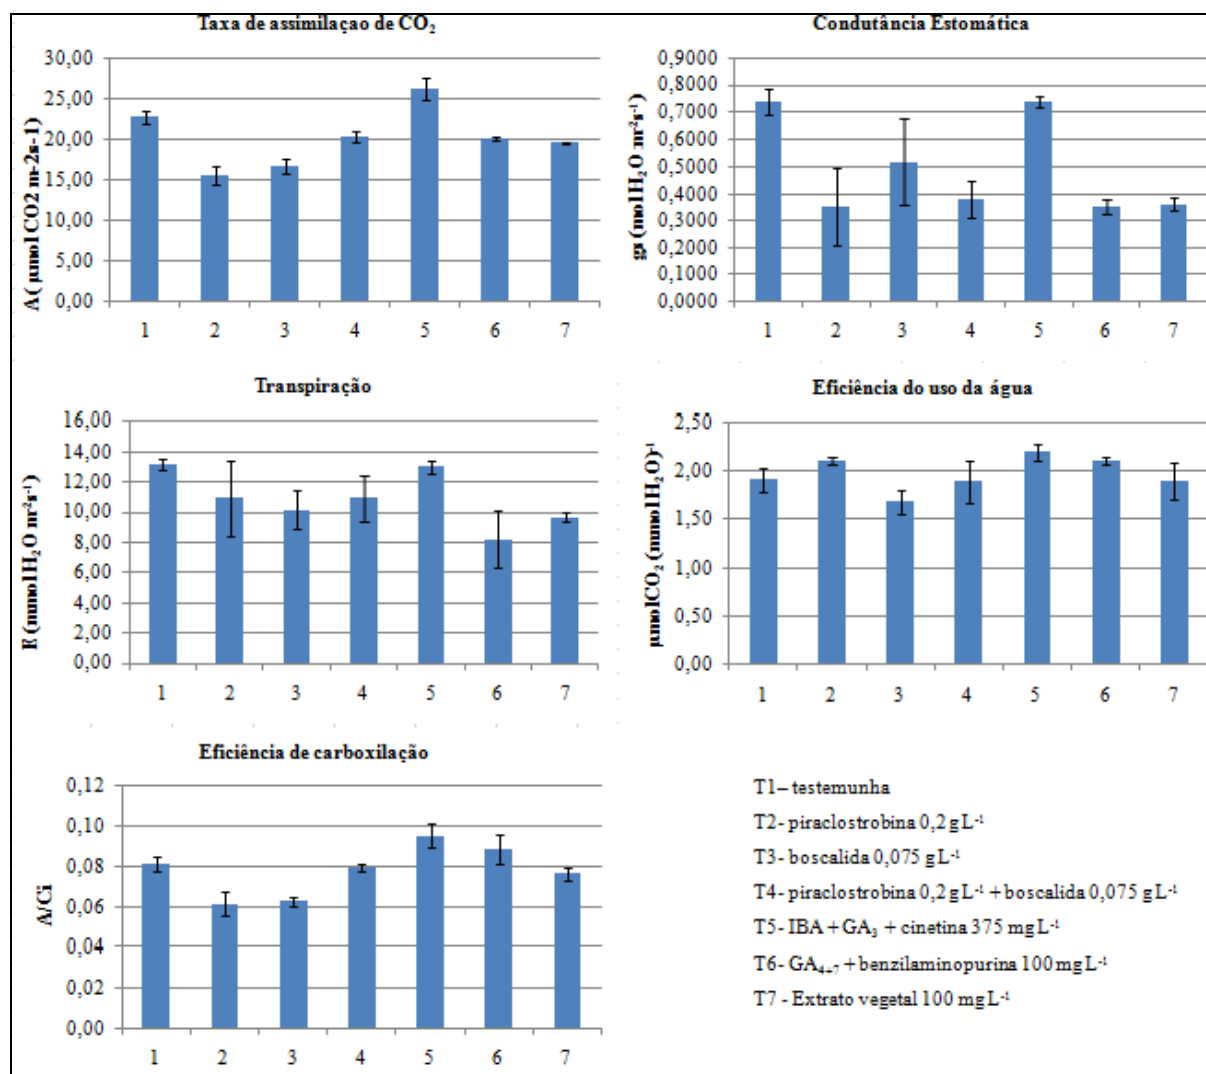 Taxa de assimilaçao de CO₂
A ( µmol CO2 m-2s-1)
30,00
25,00
20,00
15,00
10,00
5,00
0,00
1 2 3 4 5 6 7
Condutância Estomática
gs (mol H₂O m⁻²s⁻¹)
0,9000
0,8000
0,7000
0,6000
0,5000
0,4000
0,3000
0,2000
0,1000
0,0000
1 2 3 4 5 6 7
Transpiração
E (mmol H₂O m⁻²s⁻¹)
16,00
14,00
12,00
10,00
8,00
6,00
4,00
2,00
0,00
1 2 3 4 5 6 7
Eficiência do uso da água
µmolCO₂ (mmol H₂O)⁻¹
2,50
2,00
1,50
1,00
0,50
0,00
1 2 3 4 5 6 7
Eficiência de carboxilação
A/Ci
0,12
0,10
0,08
0,06
0,04
0,02
0,00
1 2 3 4 5 6 7
T1– testemunha
T2- piraclostrobina 0,2 g L⁻¹
T3- boscalida 0,075 g L⁻¹
T4- piraclostrobina 0,2 g L⁻¹ + boscalida 0,075 g L⁻¹
T5- IBA + GA₃ + cinetina 375 mg L⁻¹
T6- GA₄₊₇ + benzilaminopurina 100 mg L⁻¹
T7 - Extrato vegetal 100 mg L⁻¹